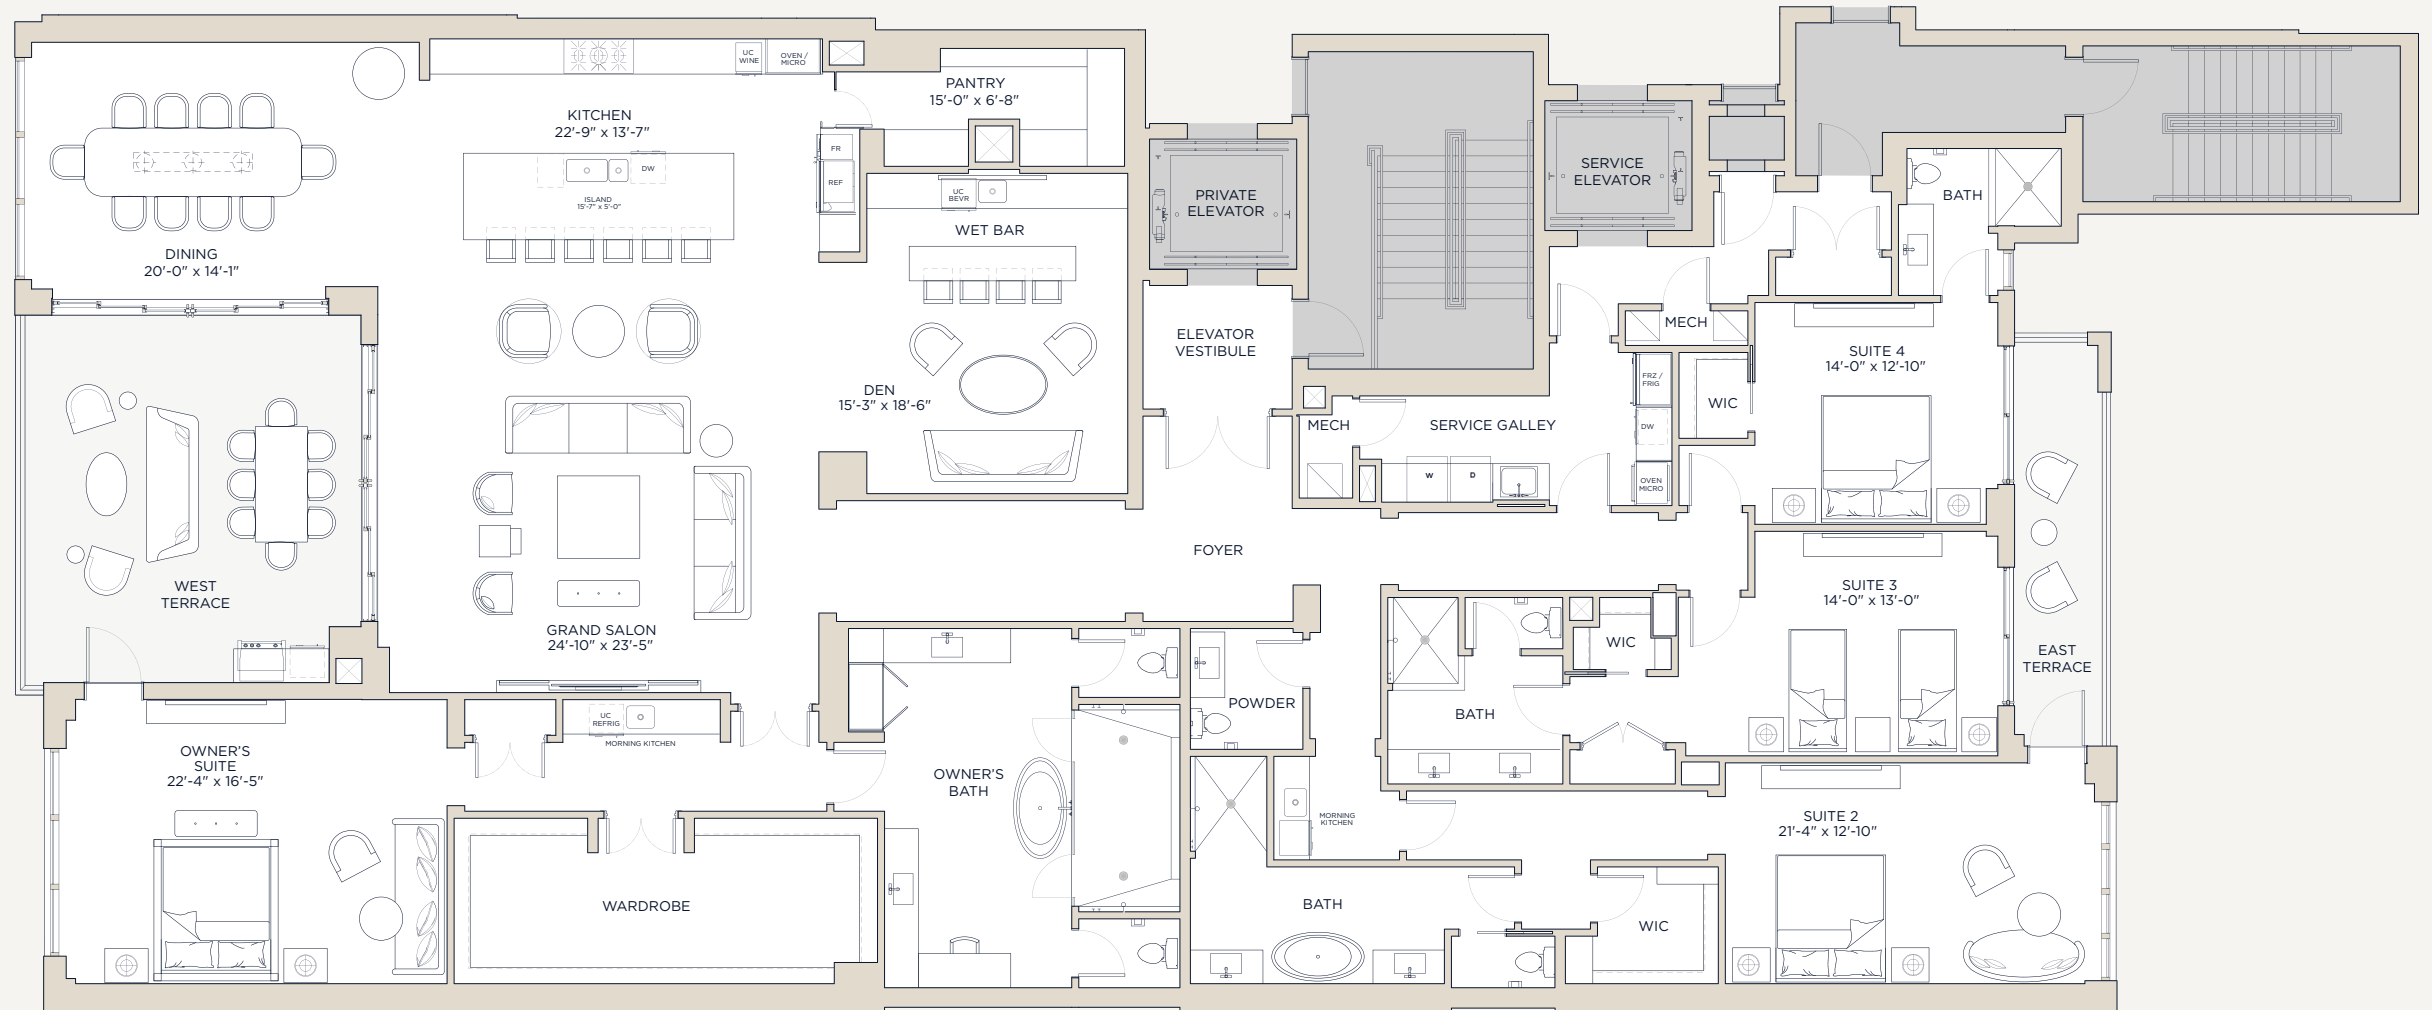 UC
WINE
OVEN /
MICRO
PANTRY
15'-0" x 6'-8"
KITCHEN
22'-9" x 13'-7"
FR
REF
DW
ISLAND
15'-7" x 5'-0"
DINING
20'-0" x 14'-1"
UC
BEVR
WET BAR
PRIVATE
ELEVATOR
SERVICE
ELEVATOR
BATH
MECH
ELEVATOR
VESTIBULE
SUITE 4
14'-0" x 12'-10"
DEN
15'-3" x 18'-6"
FRZ /
FRIG
WIC
MECH
SERVICE GALLEY
DW
W
D
OVEN
MICRO
FOYER
WEST
TERRACE
SUITE 3
14'-0" x 13'-0"
GRAND SALON
24'-10" x 23'-5"
WIC
EAST
TERRACE
POWDER
BATH
UC
REFRIG
MORNING KITCHEN
OWNER'S
SUITE
22'-4" x 16'-5"
OWNER'S
BATH
MORNING
KITCHEN
SUITE 2
21'-4" x 12'-10"
WARDROBE
BATH
WIC